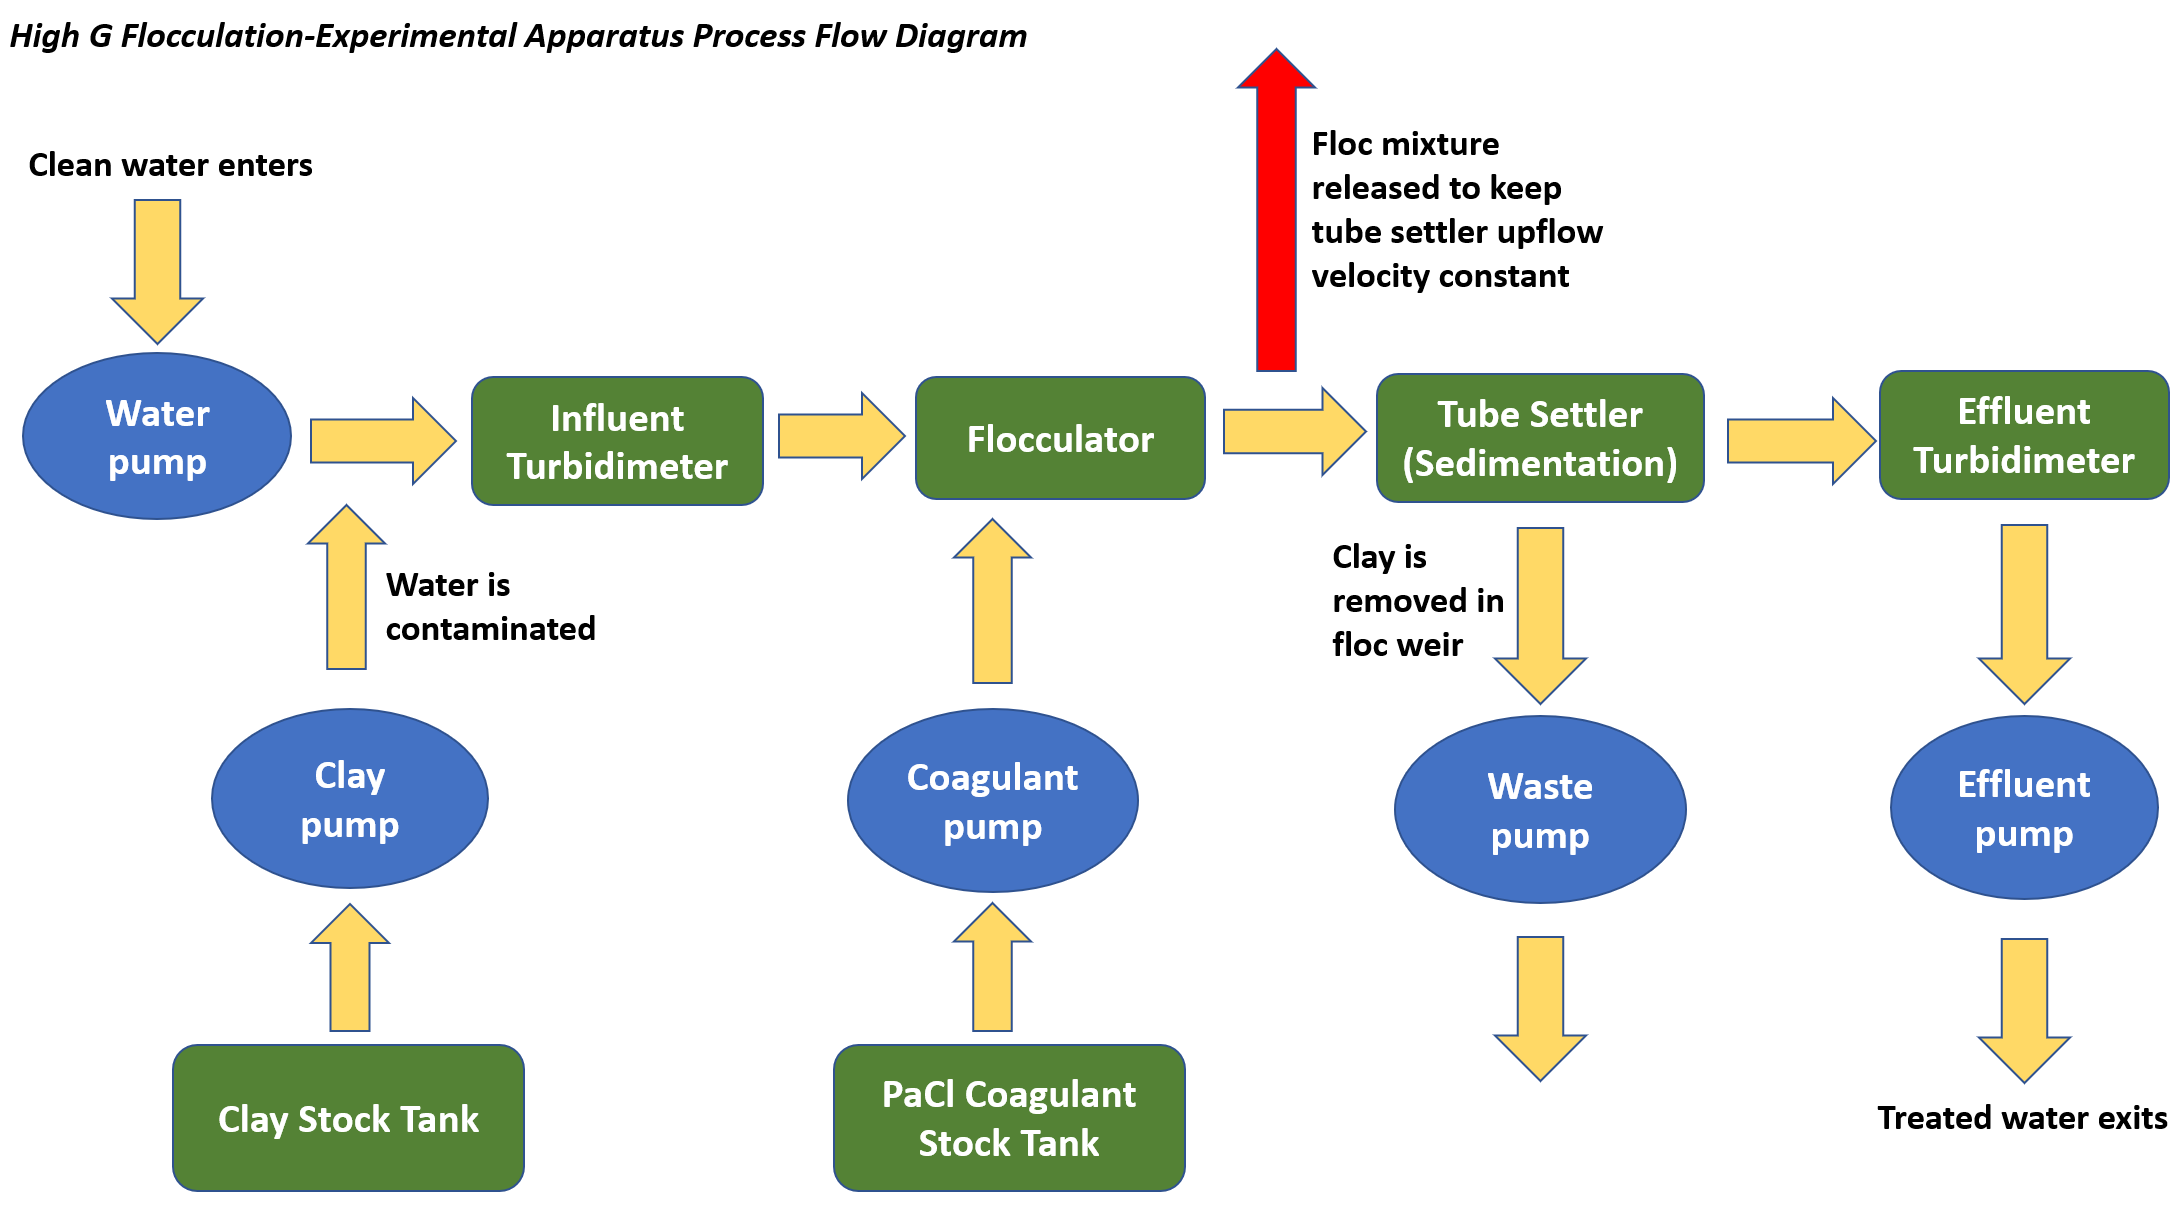 High G Flocculation-Experimental Apparatus Process Flow Diagram
Clean water enters
Floc mixture
released to keep
tube settler upflow
velocity constant
Water
pump
Influent
Turbidimeter
Flocculator
Tube Settler
(Sedimentation)
Effluent
Turbidimeter
Water is
contaminated
Clay is
removed in
floc weir
Clay
pump
Coagulant
pump
Waste
pump
Effluent
pump
Clay Stock Tank
PaCl Coagulant
Stock Tank
Treated water exits